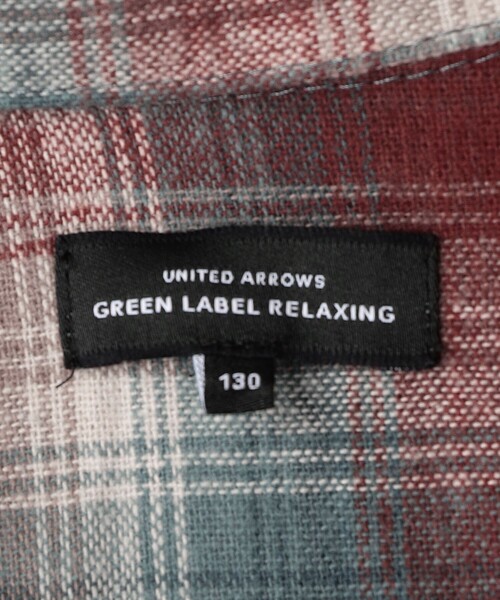 UNITED ARROWS
GREEN LABEL RELAXING
130